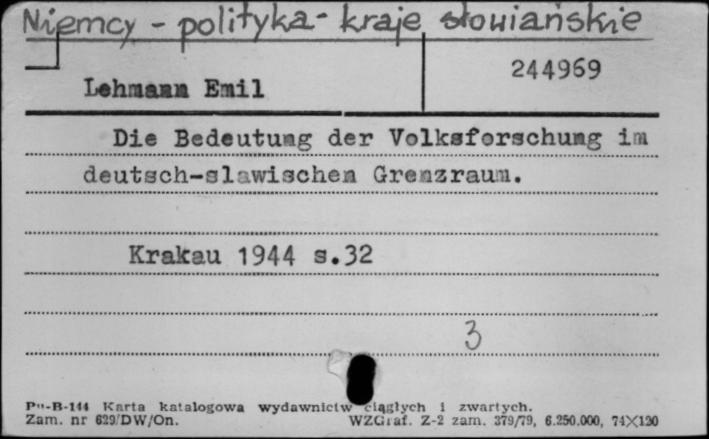 Niemcy - polityka - kraje słowiańskie
244969
Lehmann Emil
Die Bedeutung der Volksforschung im
deutsch-slawischen Grenzraum.
Krakau 1944 s.32
3
Pu-B-144 Karta katalogowa wydawnictw ciągłych i zwartych.
Zam. nr 629/DW/On. WZGraf. Z-2 zam. 379/79, 6.250.000, 74×120